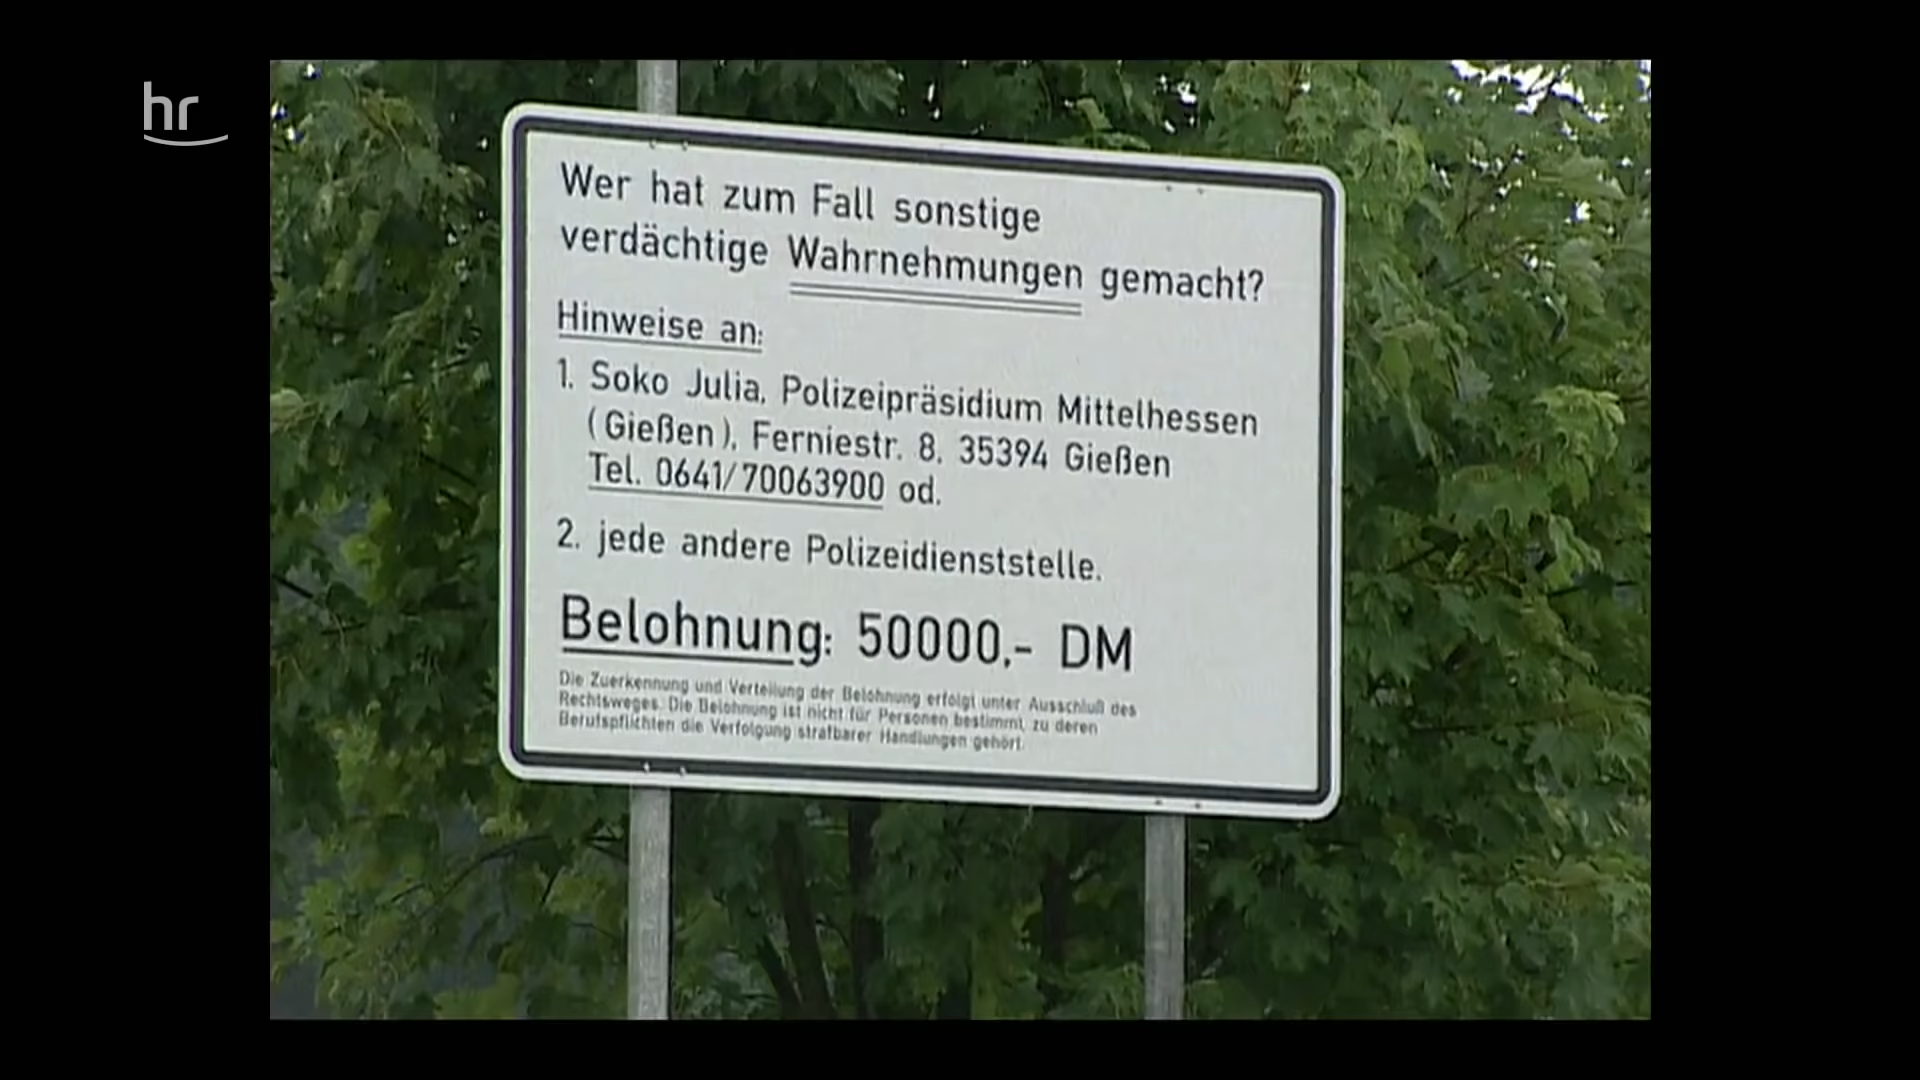 hr
Wer hat zum Fall sonstige
verdächtige Wahrnehmungen gemacht?
Hinweise an:
1. Soko Julia, Polizeipräsidium Mittelhessen
(Gießen), Ferniestr. 8, 35394 Gießen
Tel. 0641/70063900 od.
2. jede andere Polizeidienststelle.
Belohnung: 50000,- DM
Die Zuerkennung und Verteilung der Belohnung erfolgt unter Ausschluß des
Rechtsweges. Die Belohnung ist nicht für Personen bestimmt, zu deren
Berufspflichten die Verfolgung strafbarer Handlungen gehört.